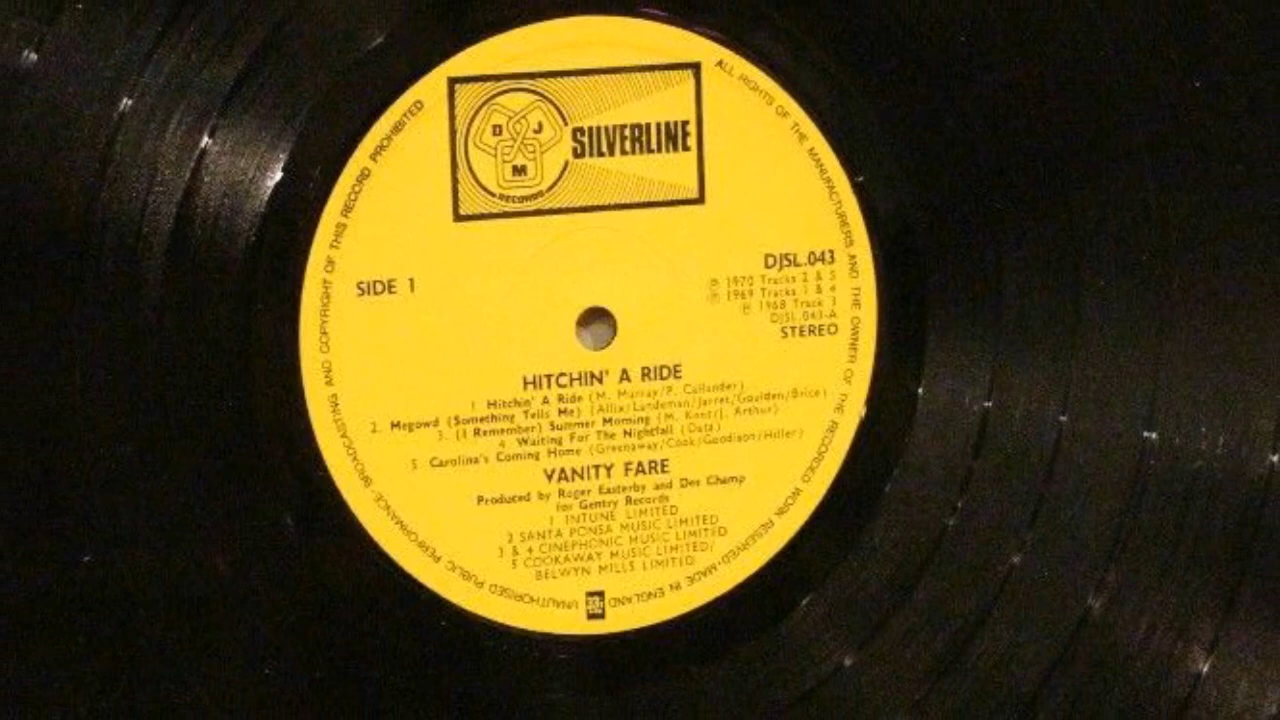 D J
M
RECORDS
SILVERLINE
SIDE 1
DJSL.043
℗ 1970 Tracks 2 & 5
℗ 1969 Tracks 1 & 4
℗ 1968 Track 3
DJSL.043-A
STEREO
HITCHIN' A RIDE
1 Hitchin' A Ride (M. Murray/P. Callander)
2. Megowd (Something Tells Me) (Allix/Landeman/Jarret/Goulden/Brice)
3. (I Remember) Summer Morning (M. Kent/J. Arthur)
4. Waiting For The Nightfall (Data)
5 Carolina's Coming Home (Greenaway/Cook/Goodison/Hiller)
VANITY FARE
Produced by Roger Easterby and Des Champ
for Gentry Records
1 INTUNE LIMITED
2 SANTA PONSA MUSIC LIMITED
3 & 4 CINEPHONIC MUSIC LIMITED
5 COOKAWAY MUSIC LIMITED/
BELWYN MILLS LIMITED
ALL RIGHTS OF THE MANUFACTURERS AND THE OWNER OF THE RECORDED WORK RESERVED · MADE IN ENGLAND
UNAUTHORISED PUBLIC PERFORMANCE · BROADCASTING AND COPYRIGHT OF THIS RECORD PROHIBITED